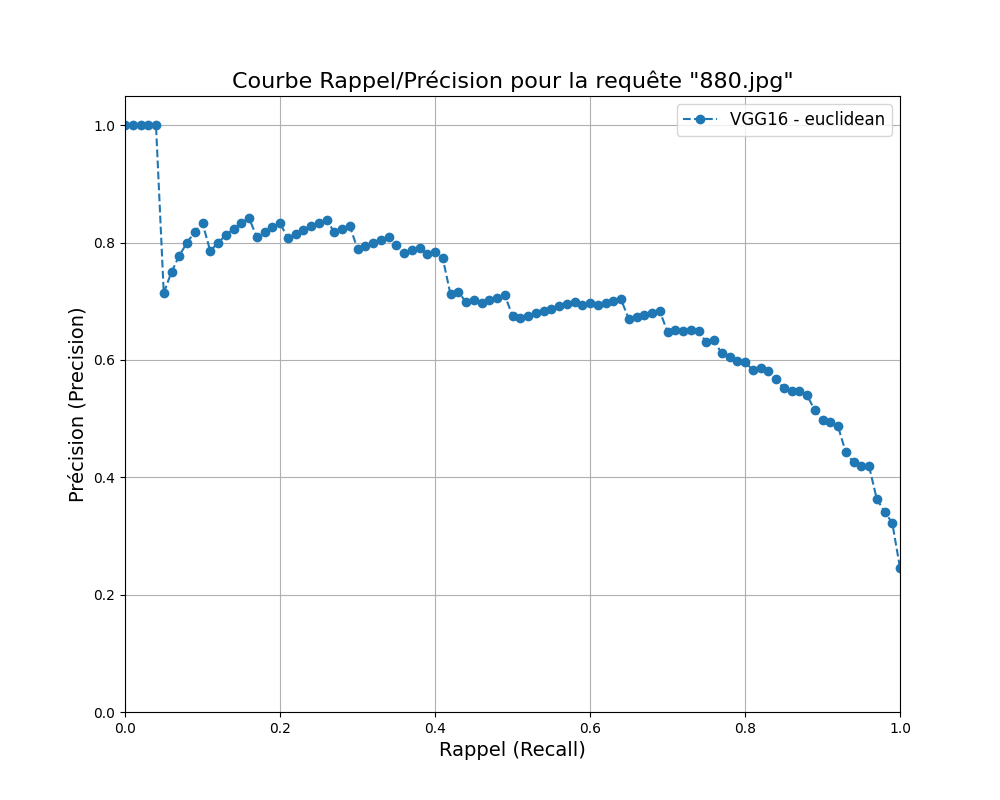 Courbe Rappel/Précision pour la requête "880.jpg"
VGG16 - euclidean
Précision (Precision)
1.0
0.8
0.6
0.4
0.2
0.0
0.0 0.2 0.4 0.6 0.8 1.0
Rappel (Recall)